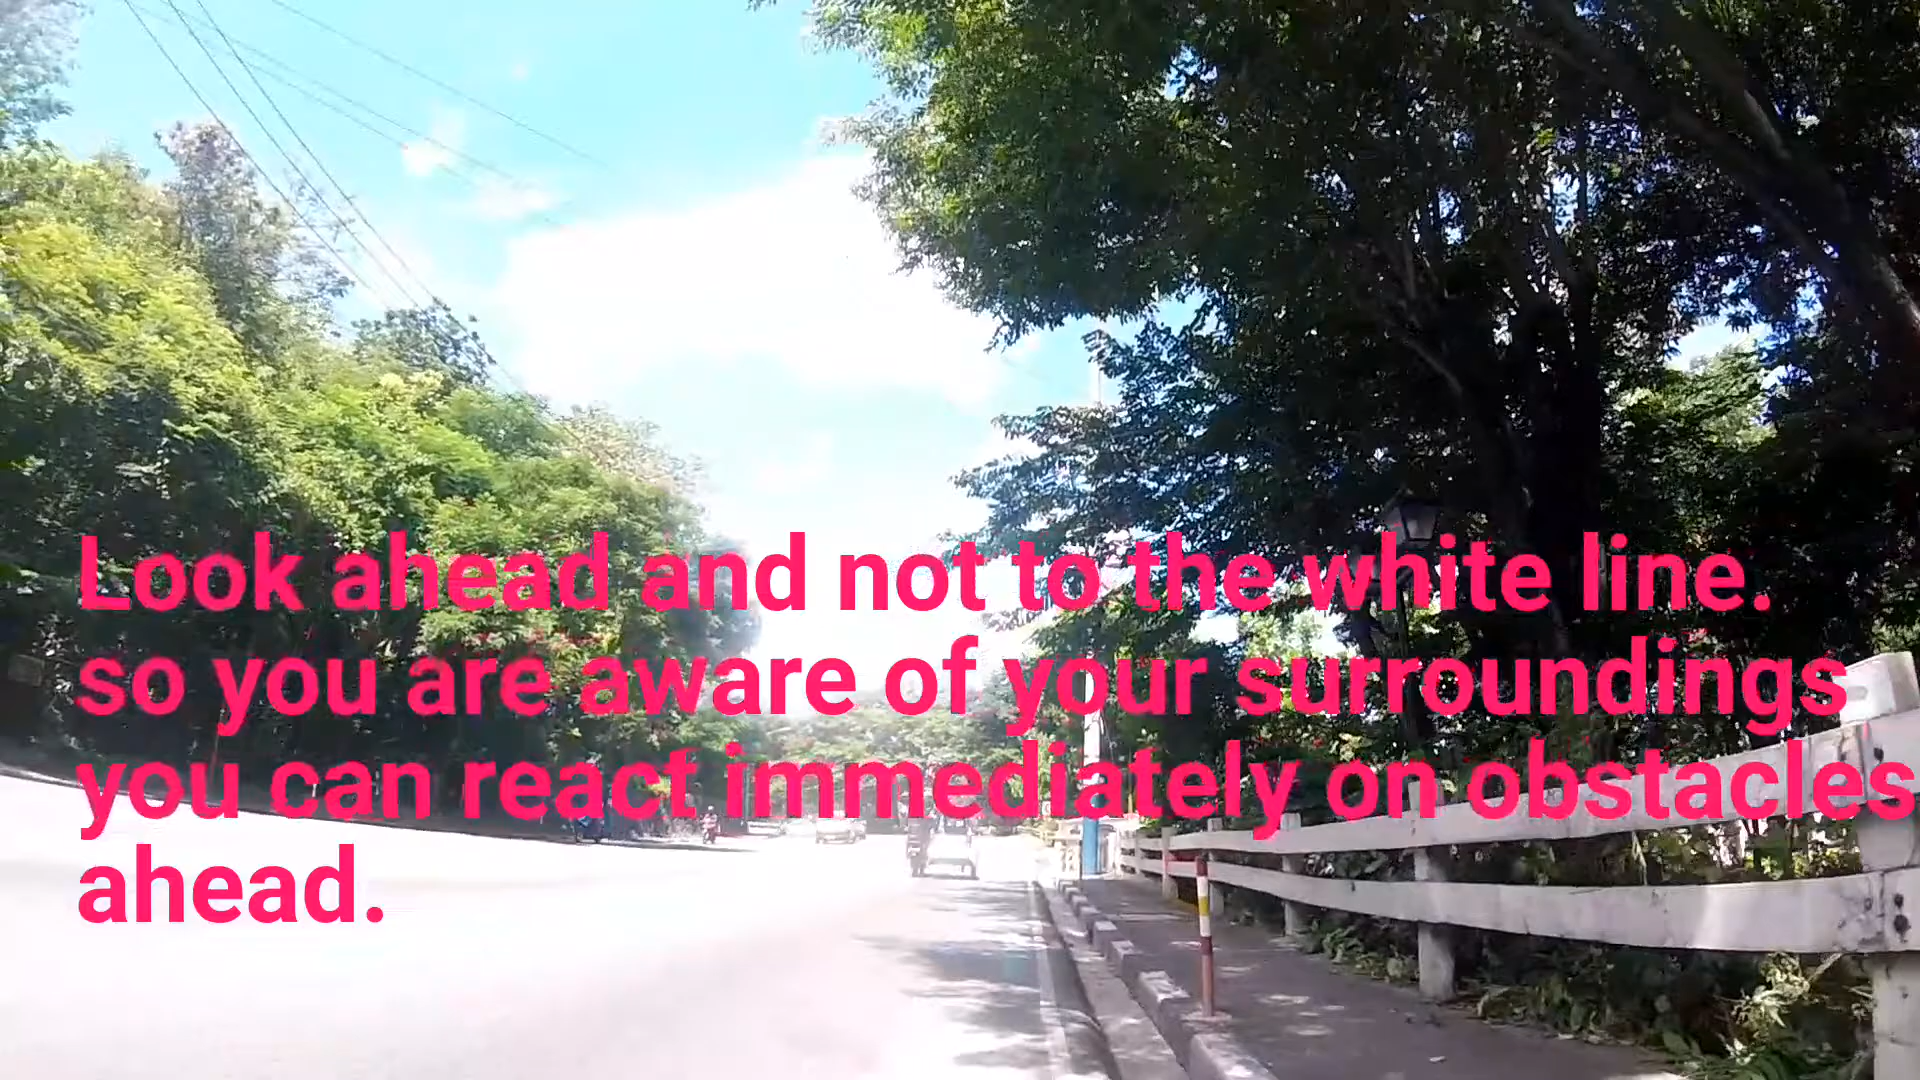 Look ahead and not to the white line.
so you are aware of your surroundings
you can react immediately on obstacles
ahead.